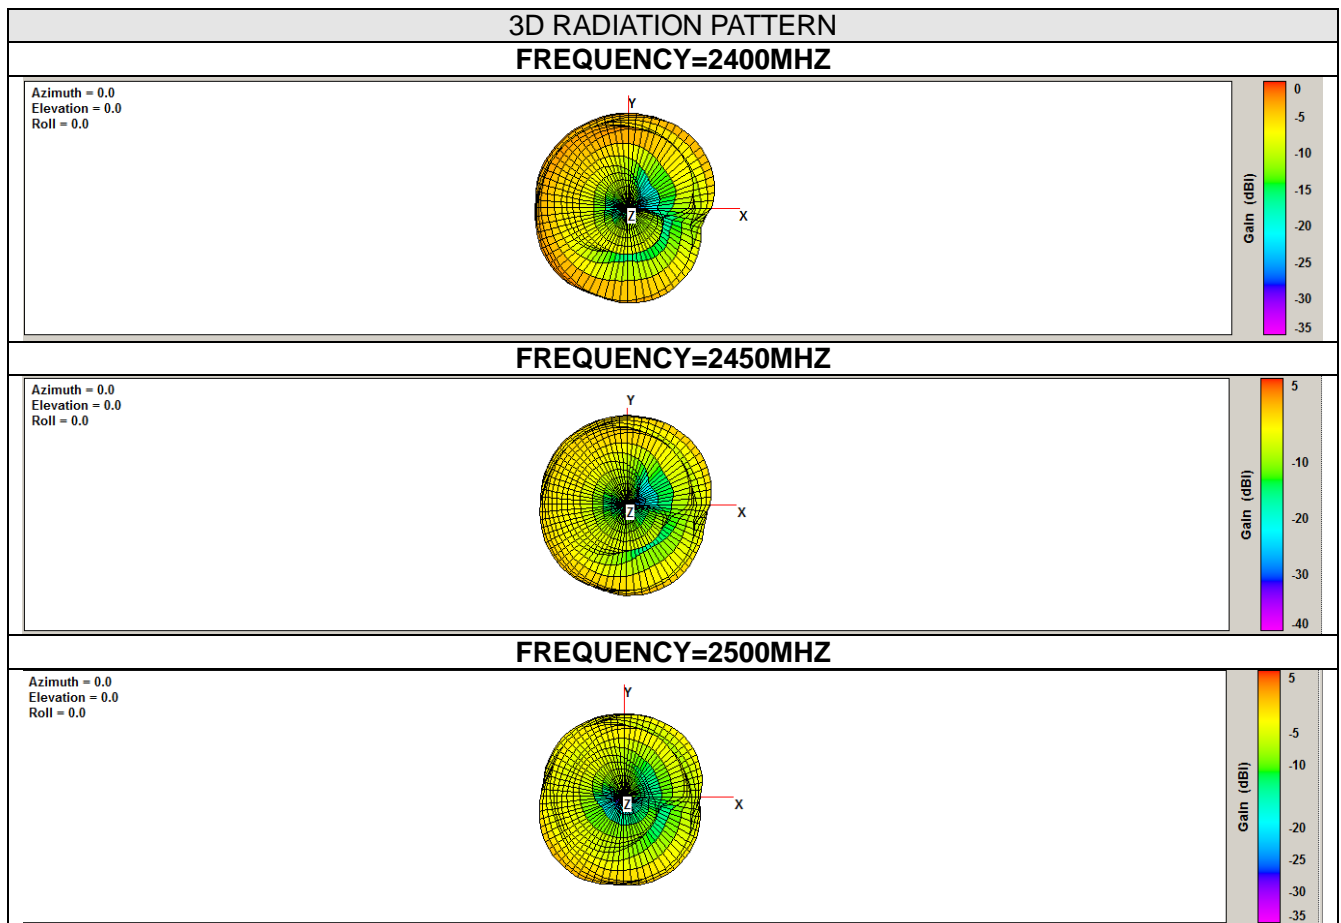 3D RADIATION PATTERN
FREQUENCY=2400MHZ
Azimuth = 0.0
Elevation = 0.0
Roll = 0.0
Y
X
Z
Gain (dBi)
0
-5
-10
-15
-20
-25
-30
-35
FREQUENCY=2450MHZ
Azimuth = 0.0
Elevation = 0.0
Roll = 0.0
Y
X
Z
Gain (dBi)
5
-10
-20
-30
-40
FREQUENCY=2500MHZ
Azimuth = 0.0
Elevation = 0.0
Roll = 0.0
Y
X
Z
Gain (dBi)
5
-5
-10
-20
-25
-30
-35